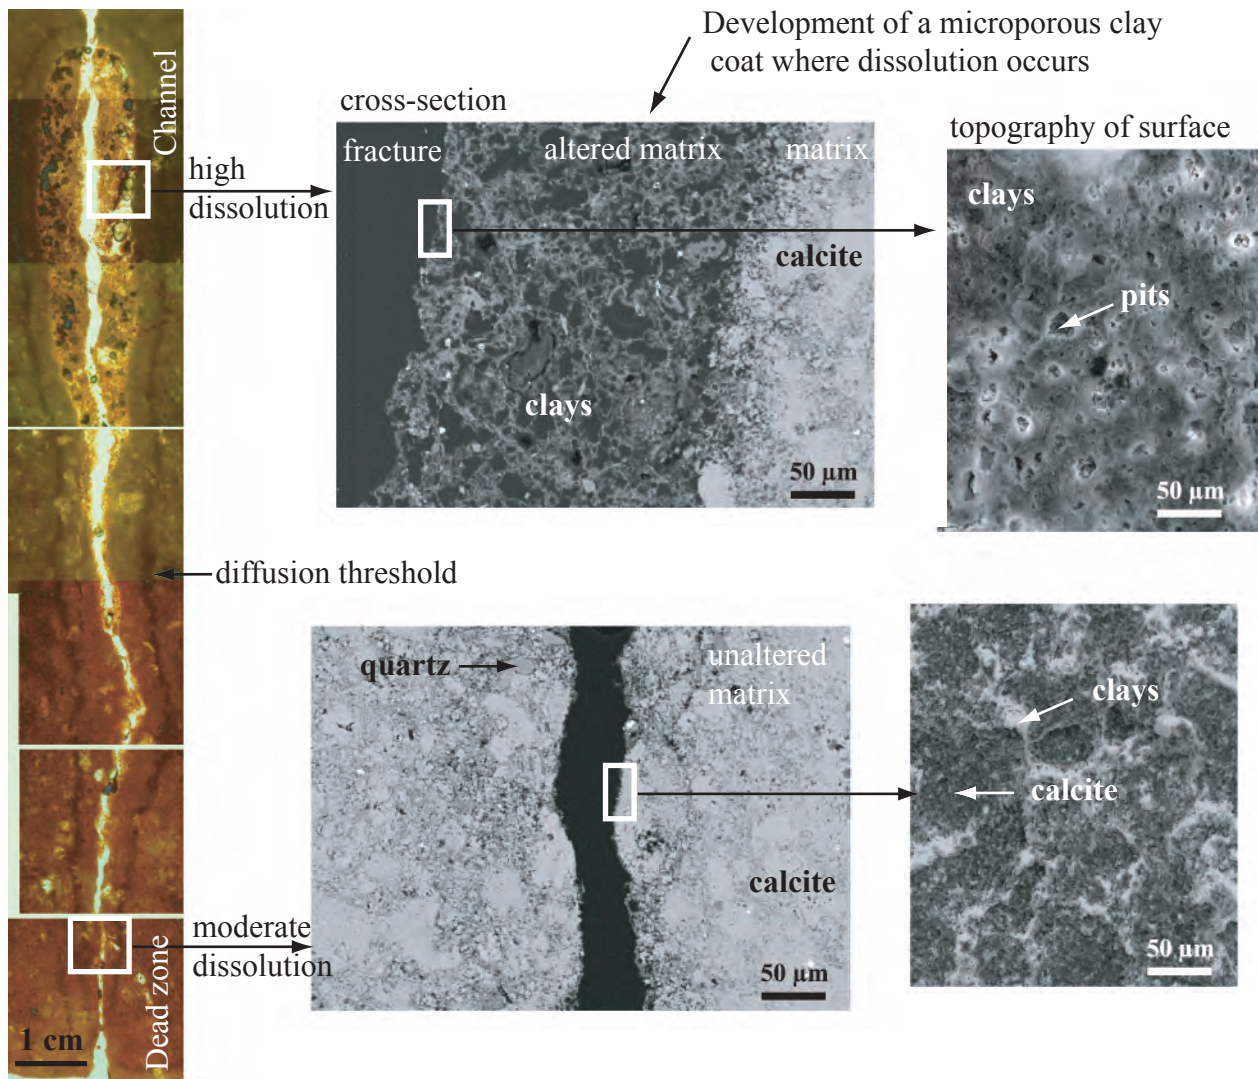 Development of a microporous clay
coat where dissolution occurs
Channel
high
dissolution
cross-section
fracture
altered matrix
matrix
calcite
clays
50 µm
topography of surface
clays
pits
50 µm
diffusion threshold
moderate
dissolution
Dead zone
1 cm
quartz
unaltered
matrix
calcite
50 µm
clays
calcite
50 µm